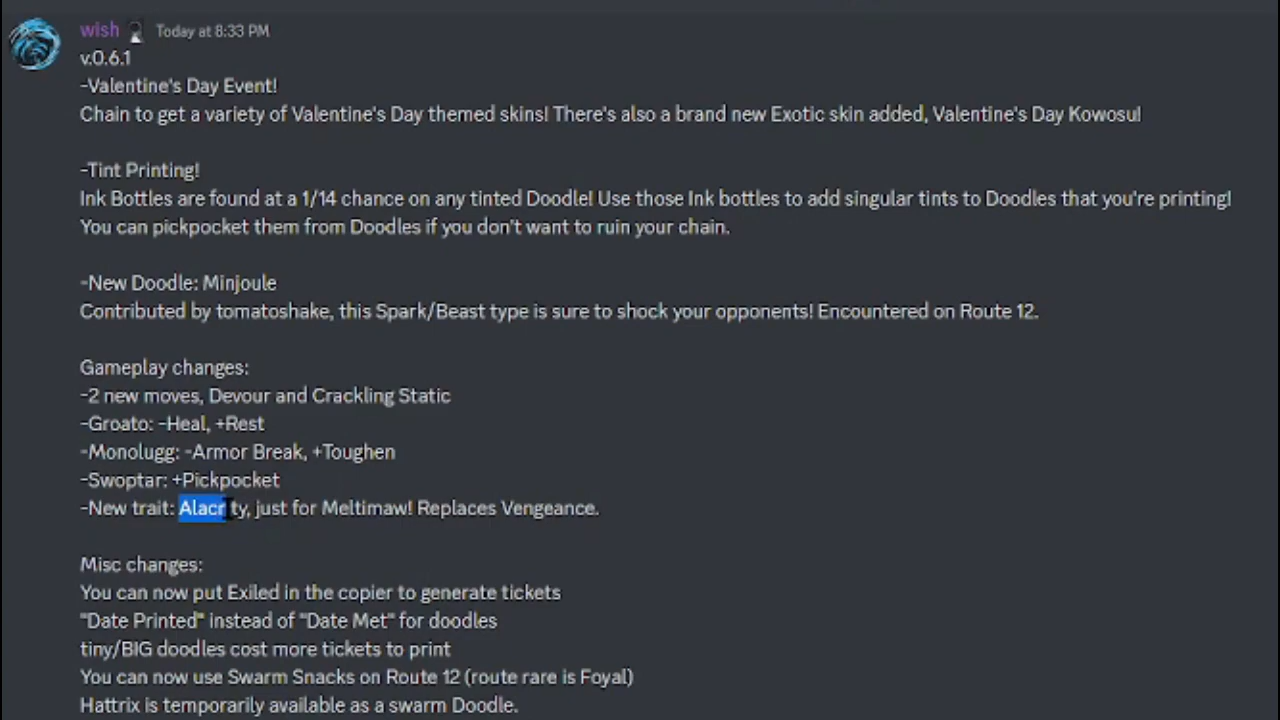 wish Today at 8:33 PM
v.0.6.1
-Valentine's Day Event!
Chain to get a variety of Valentine's Day themed skins! There's also a brand new Exotic skin added, Valentine's Day Kowosu!
-Tint Printing!
Ink Bottles are found at a 1/14 chance on any tinted Doodle! Use those Ink bottles to add singular tints to Doodles that you're printing!
You can pickpocket them from Doodles if you don't want to ruin your chain.
-New Doodle: Minjoule
Contributed by tomatoshake, this Spark/Beast type is sure to shock your opponents! Encountered on Route 12.
Gameplay changes:
-2 new moves, Devour and Crackling Static
-Groato: -Heal, +Rest
-Monolugg: -Armor Break, +Toughen
-Swoptar: +Pickpocket
-New trait: Alacrity, just for Meltimaw! Replaces Vengeance.
Misc changes:
You can now put Exiled in the copier to generate tickets
"Date Printed" instead of "Date Met" for doodles
tiny/BIG doodles cost more tickets to print
You can now use Swarm Snacks on Route 12 (route rare is Foyal)
Hattrix is temporarily available as a swarm Doodle.